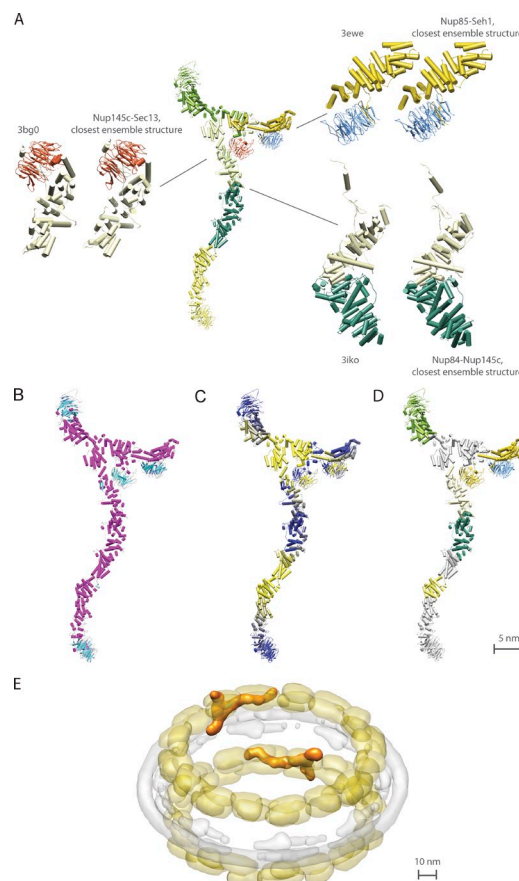 A
3ewe
Nup85-Seh1,
closest ensemble structure
3bg0
Nup145c-Sec13,
closest ensemble structure
3iko
Nup84-Nup145c,
closest ensemble structure
B
C
D
5 nm
E
10 nm